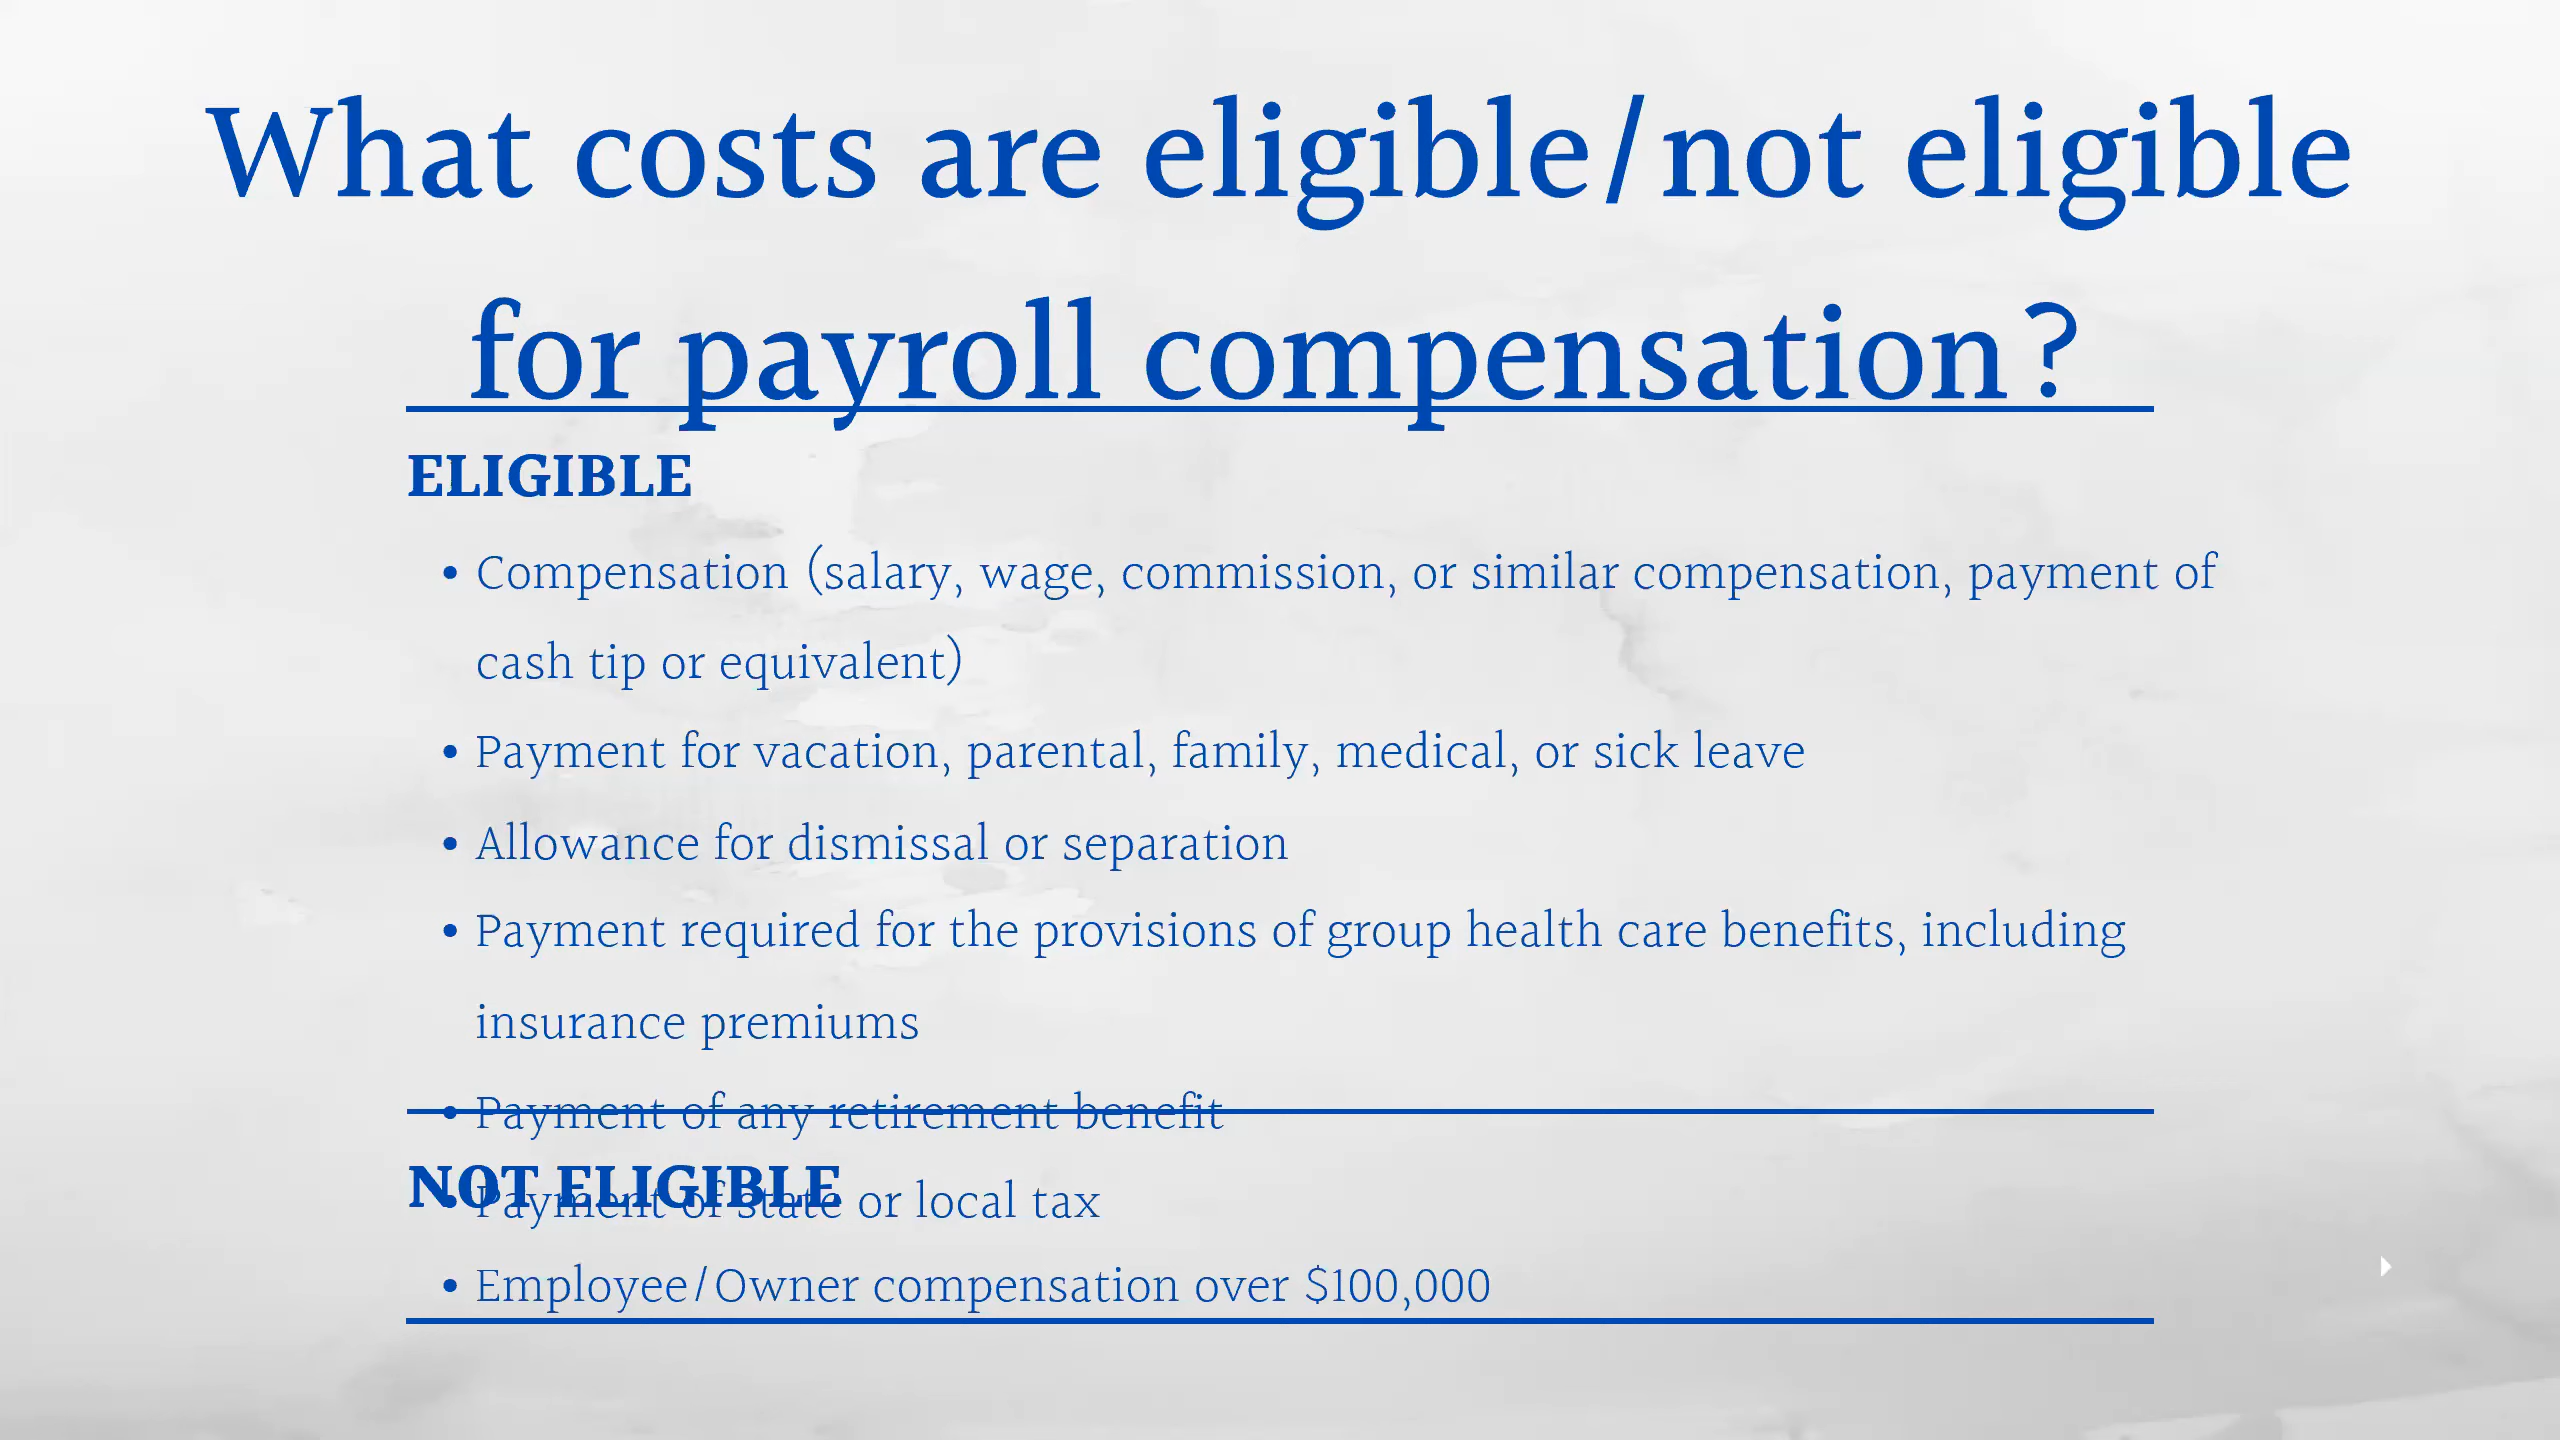 What costs are eligible/not eligible
for payroll compensation?
ELIGIBLE
• Compensation (salary, wage, commission, or similar compensation, payment of
cash tip or equivalent)
• Payment for vacation, parental, family, medical, or sick leave
• Allowance for dismissal or separation
• Payment required for the provisions of group health care benefits, including
insurance premiums
• Payment of any retirement benefit
NOT ELIGIBLE
• Payment of state or local tax
• Employee/Owner compensation over $100,000